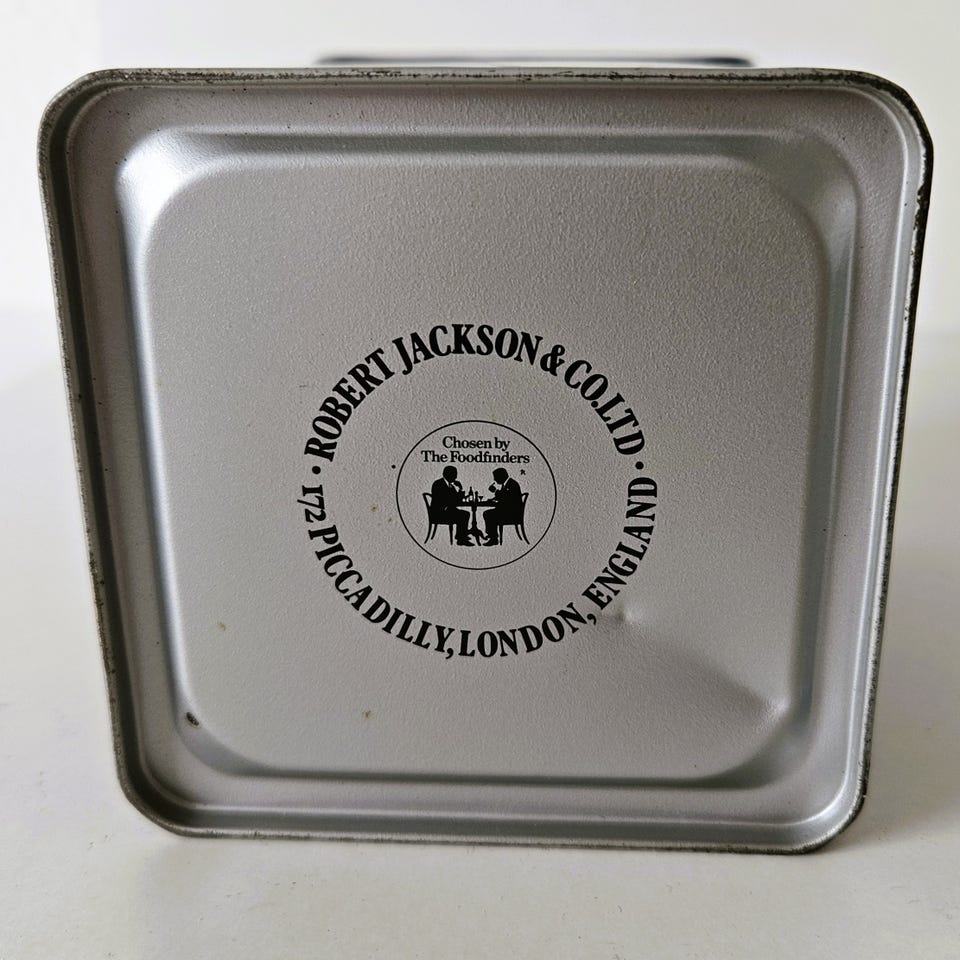 ROBERT JACKSON & CO. LTD
Chosen by
The Foodfinders
172 PICCADILLY, LONDON, ENGLAND